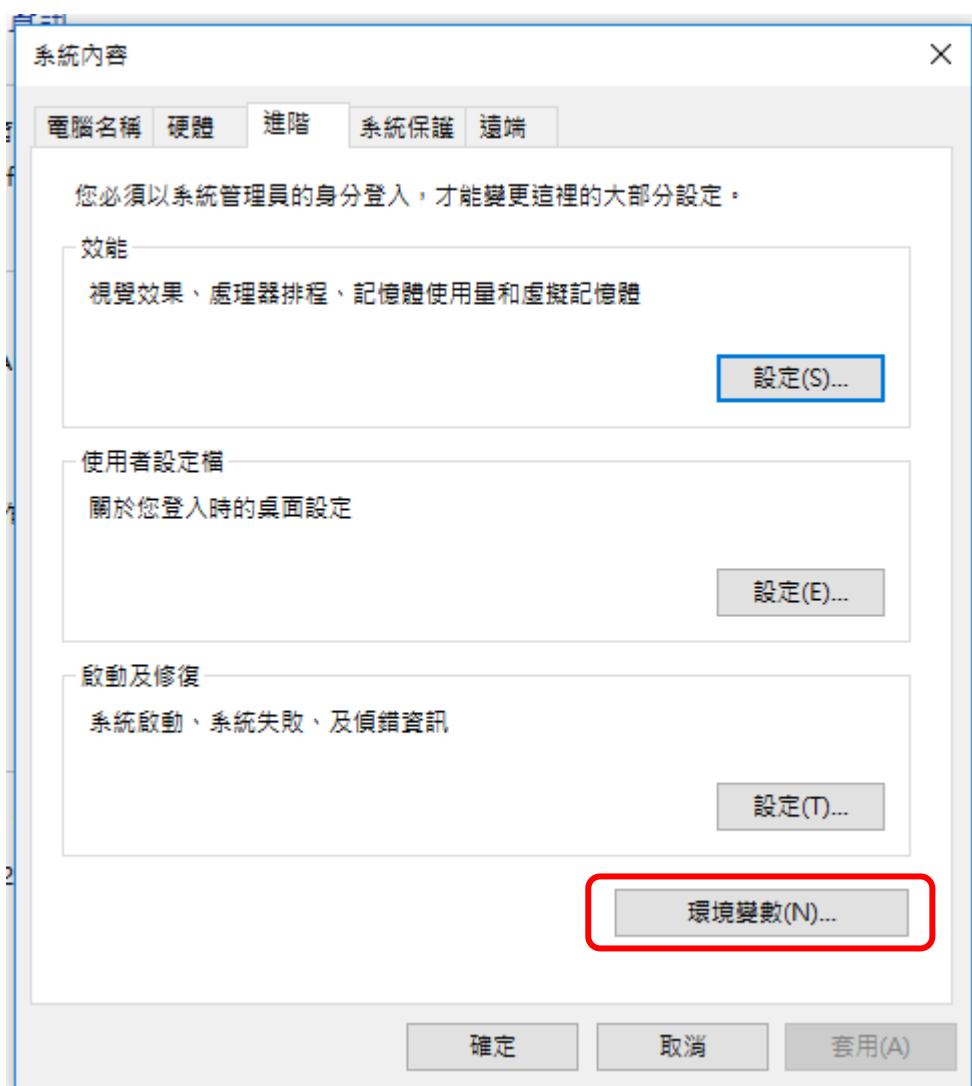 系統內容
電腦名稱 硬體 進階 系統保護 遠端
您必須以系統管理員的身分登入，才能變更這裡的大部分設定。
效能
視覺效果、處理器排程、記憶體使用量和虛擬記憶體
設定(S)...
使用者設定檔
關於您登入時的桌面設定
設定(E)...
啟動及修復
系統啟動、系統失敗、及偵錯資訊
設定(T)...
環境變數(N)...
確定 取消 套用(A)